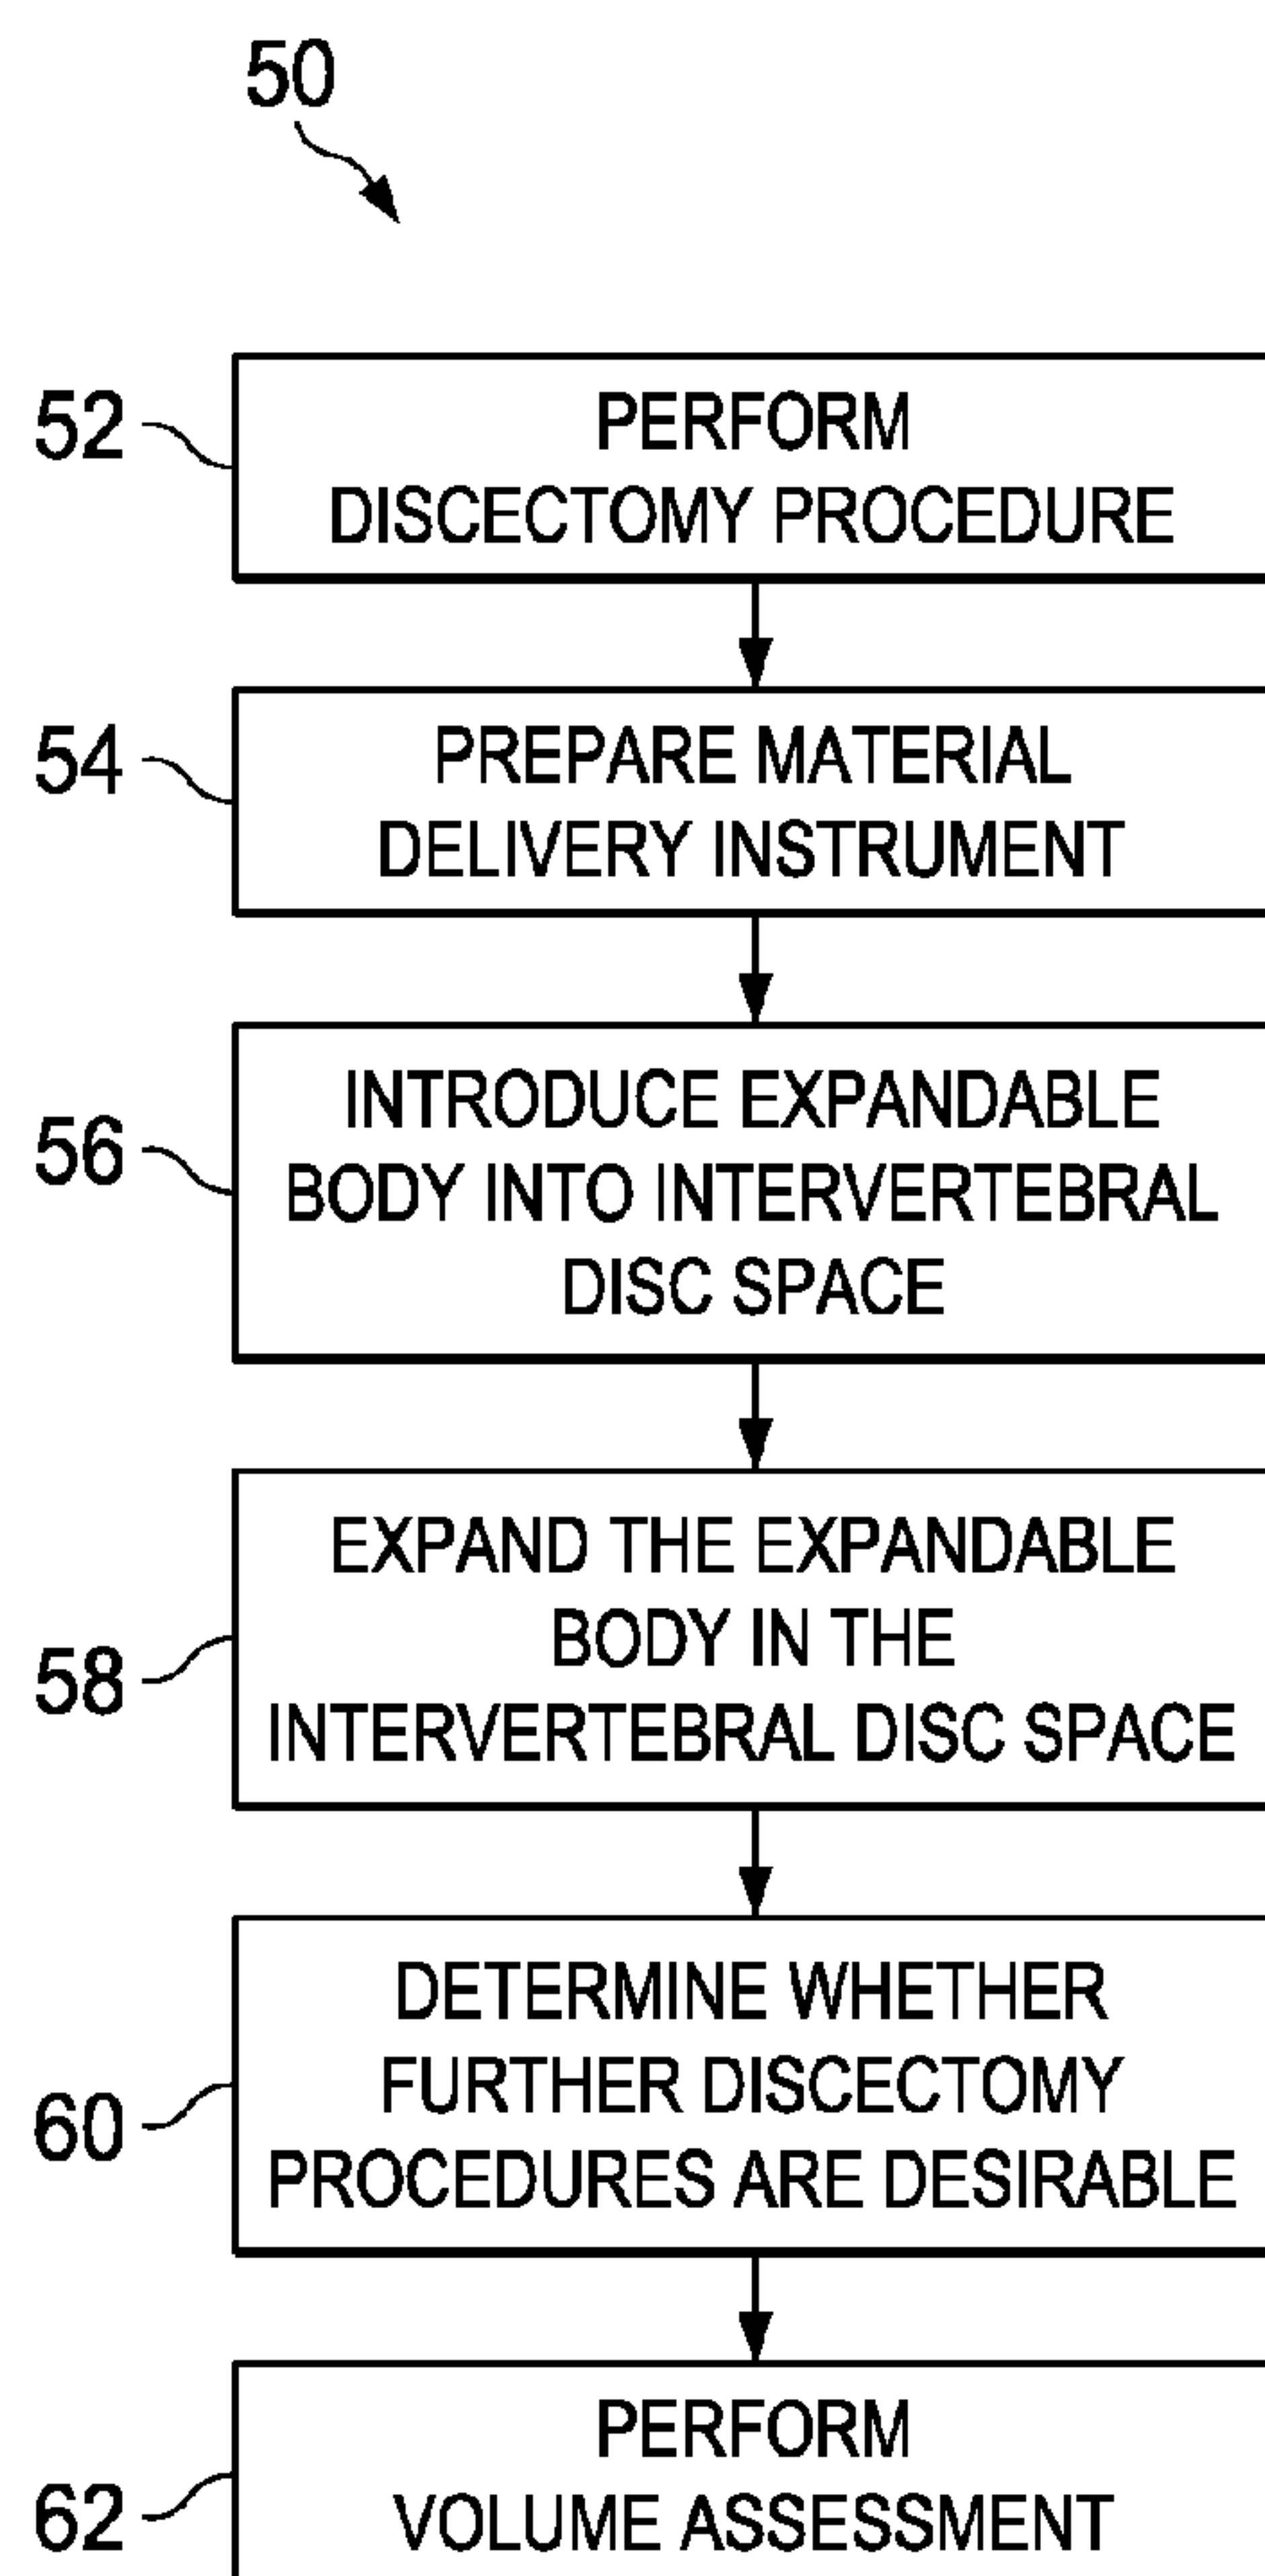 50
52
PERFORM
DISCECTOMY PROCEDURE
54
PREPARE MATERIAL
DELIVERY INSTRUMENT
56
INTRODUCE EXPANDABLE
BODY INTO INTERVERTEBRAL
DISC SPACE
58
EXPAND THE EXPANDABLE
BODY IN THE
INTERVERTEBRAL DISC SPACE
60
DETERMINE WHETHER
FURTHER DISCECTOMY
PROCEDURES ARE DESIRABLE
62
PERFORM
VOLUME ASSESSMENT